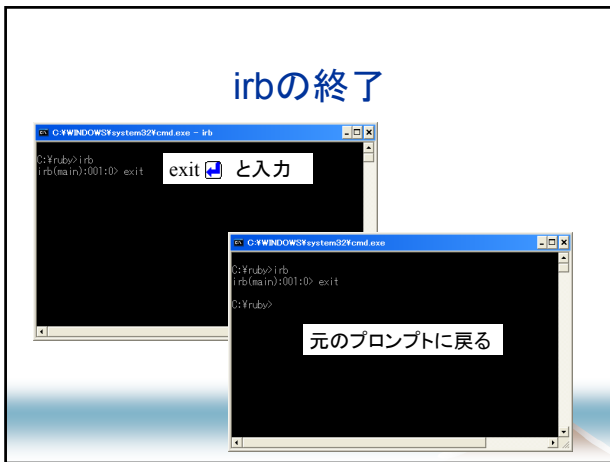 irbの終了
C:¥WINDOWS¥system32¥cmd.exe - irb
C:¥ruby>irb
irb(main):001:0> exit
exit と入力
C:¥WINDOWS¥system32¥cmd.exe
C:¥ruby>irb
irb(main):001:0> exit
C:¥ruby>
元のプロンプトに戻る